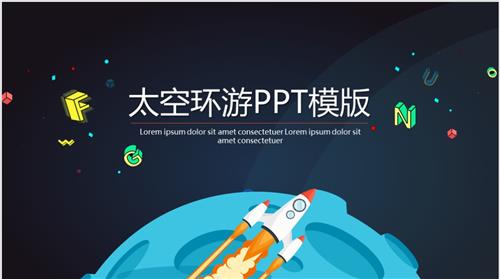 太空环游PPT模版
Lorem ipsum dolor sit amet consectetuer Lorem ipsum dolor sit
amet consectetuer
F
U
N
W
G